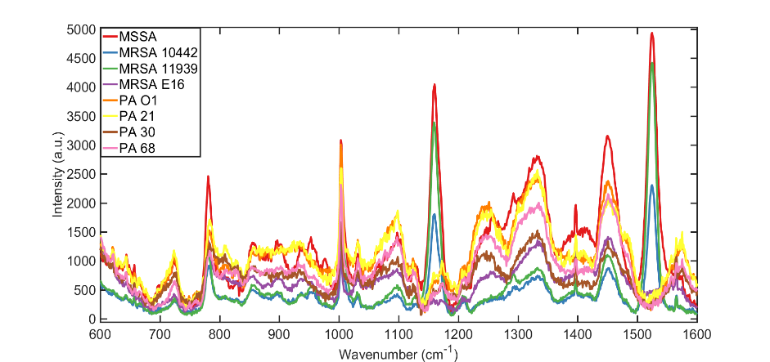 5000
4500
4000
3500
3000
2500
2000
1500
1000
500
0
Intensity (a.u.)
MSSA
MRSA 10442
MRSA 11939
MRSA E16
PA O1
PA 21
PA 30
PA 68
600 700 800 900 1000 1100 1200 1300 1400 1500 1600
Wavenumber (cm⁻¹)